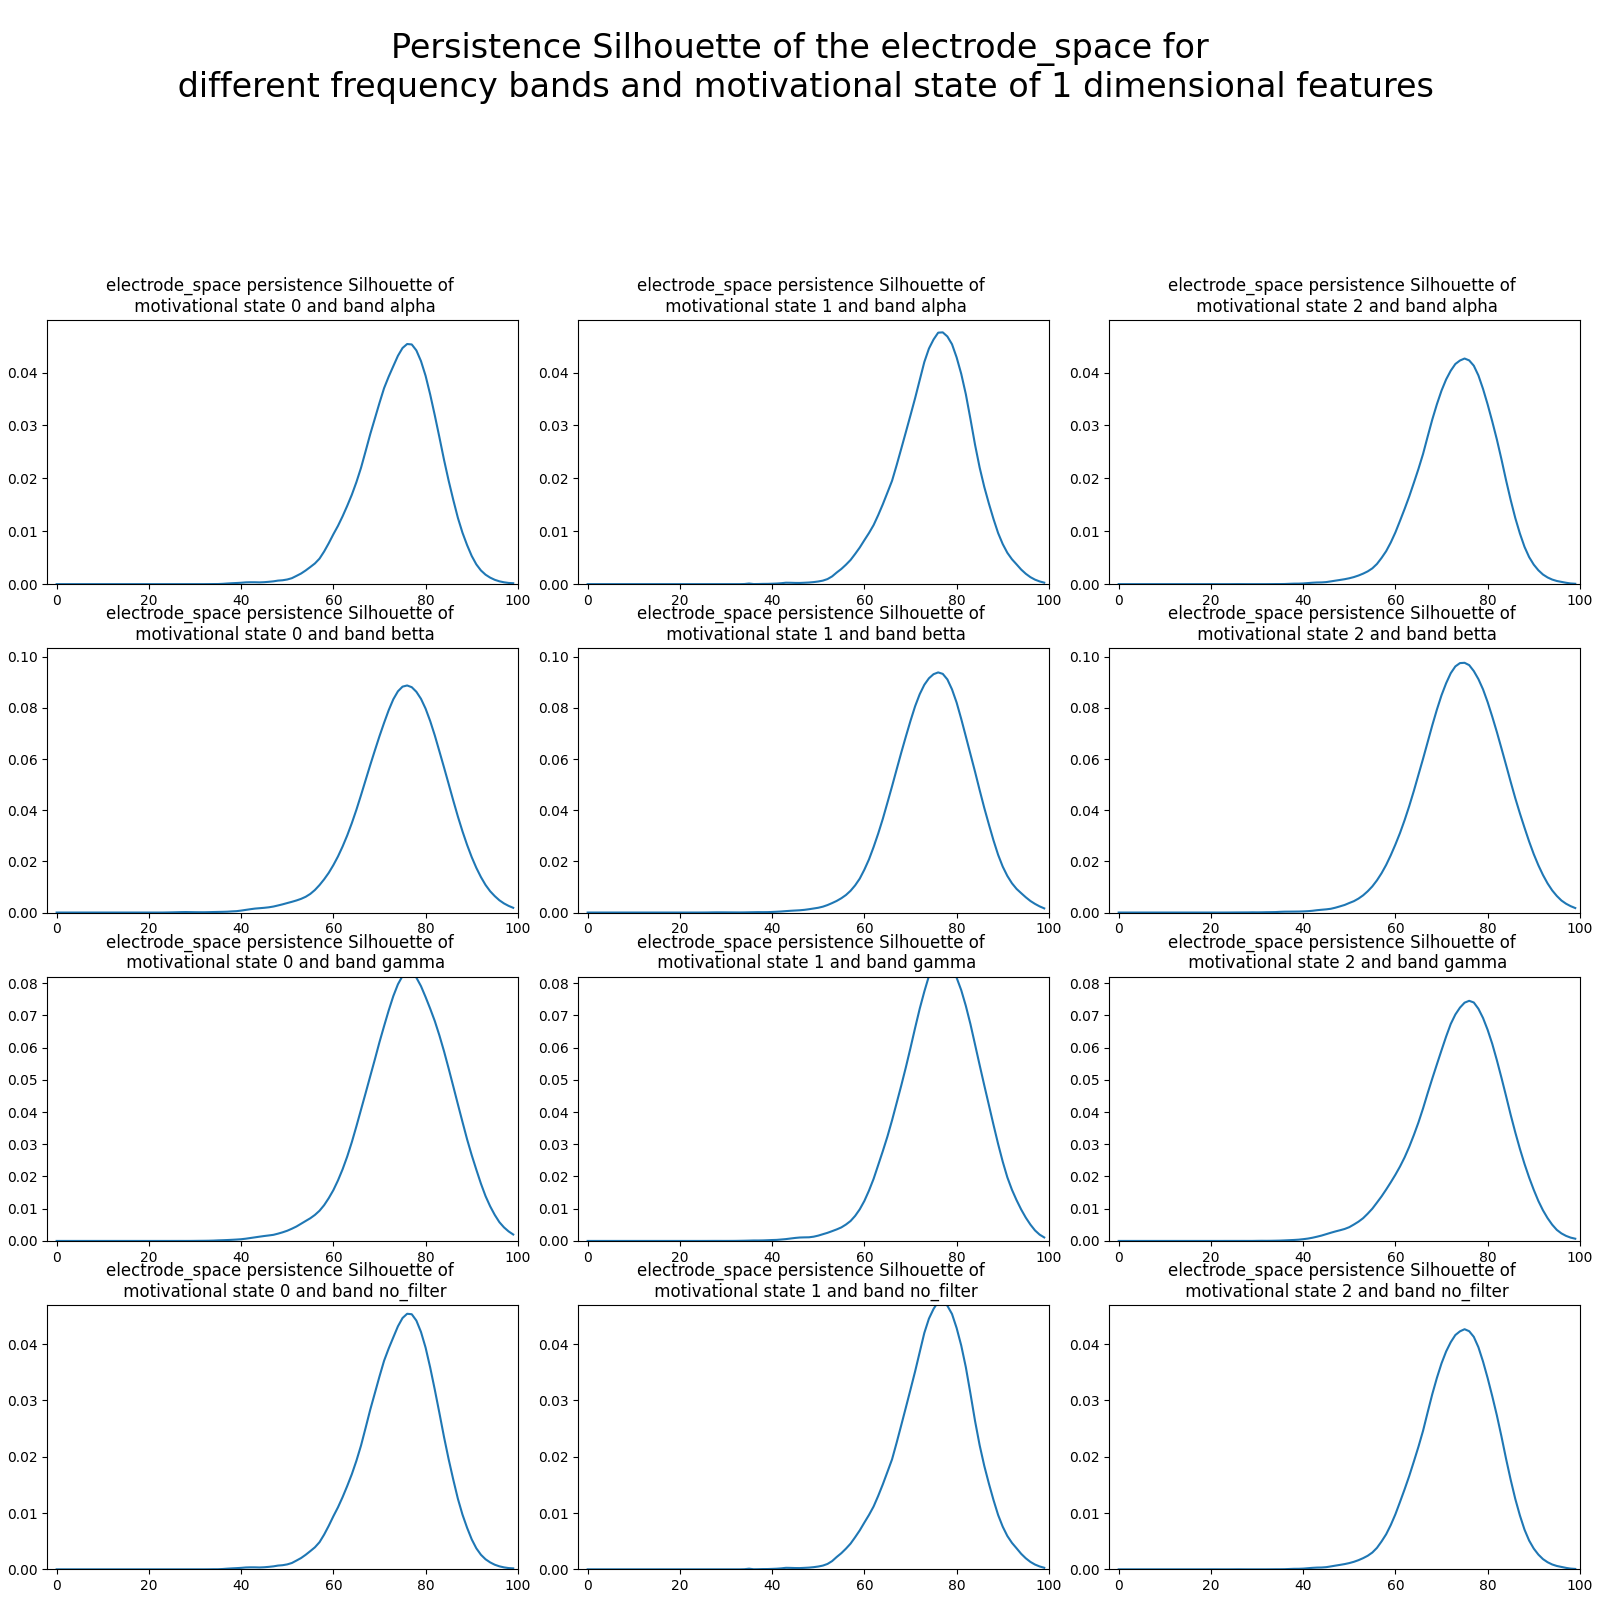 Persistence Silhouette of the electrode_space for
different frequency bands and motivational state of 1 dimensional features
electrode_space persistence Silhouette of
motivational state 0 and band alpha
electrode_space persistence Silhouette of
motivational state 1 and band alpha
electrode_space persistence Silhouette of
motivational state 2 and band alpha
0.04
0.03
0.02
0.01
0.00
0 20 40 60 80 100
0.04
0.03
0.02
0.01
0.00
0 20 40 60 80 100
0.04
0.03
0.02
0.01
0.00
0 20 40 60 80 100
electrode_space persistence Silhouette of
motivational state 0 and band betta
electrode_space persistence Silhouette of
motivational state 1 and band betta
electrode_space persistence Silhouette of
motivational state 2 and band betta
0.10
0.08
0.06
0.04
0.02
0.00
0 20 40 60 80 100
0.10
0.08
0.06
0.04
0.02
0.00
0 20 40 60 80 100
0.10
0.08
0.06
0.04
0.02
0.00
0 20 40 60 80 100
electrode_space persistence Silhouette of
motivational state 0 and band gamma
electrode_space persistence Silhouette of
motivational state 1 and band gamma
electrode_space persistence Silhouette of
motivational state 2 and band gamma
0.08
0.07
0.06
0.05
0.04
0.03
0.02
0.01
0.00
0 20 40 60 80 100
0.08
0.07
0.06
0.05
0.04
0.03
0.02
0.01
0.00
0 20 40 60 80 100
0.08
0.07
0.06
0.05
0.04
0.03
0.02
0.01
0.00
0 20 40 60 80 100
electrode_space persistence Silhouette of
motivational state 0 and band no_filter
electrode_space persistence Silhouette of
motivational state 1 and band no_filter
electrode_space persistence Silhouette of
motivational state 2 and band no_filter
0.04
0.03
0.02
0.01
0.00
0 20 40 60 80 100
0.04
0.03
0.02
0.01
0.00
0 20 40 60 80 100
0.04
0.03
0.02
0.01
0.00
0 20 40 60 80 100